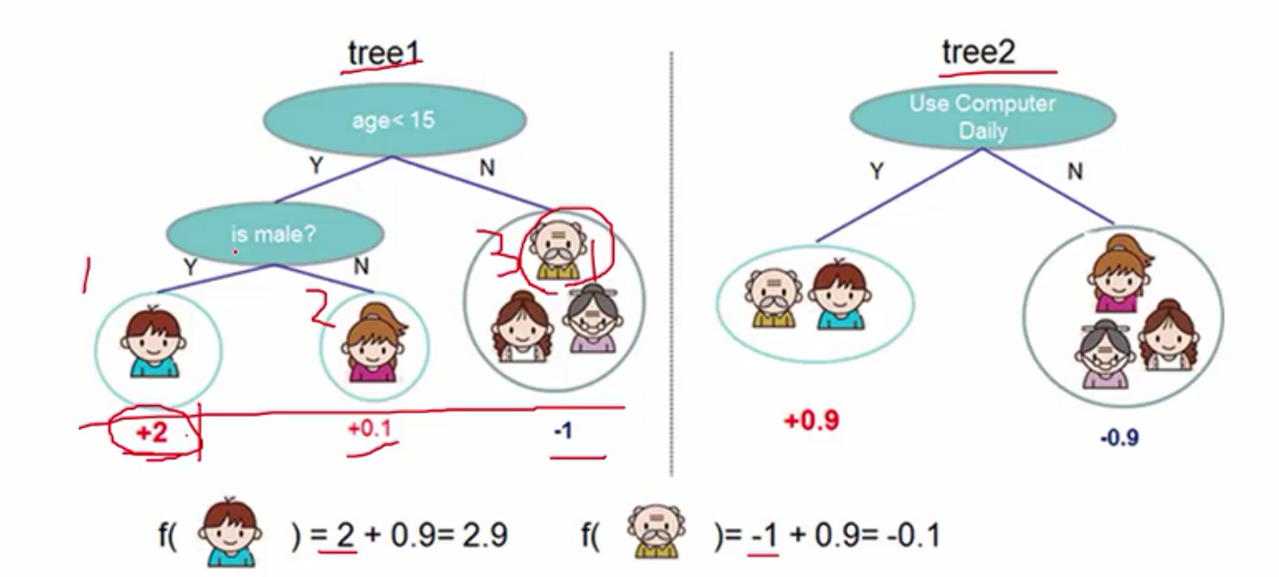 tree1
tree2
age< 15
Use Computer
Daily
Y
N
Y
N
is male?
Y
N
1
2
3
+2
+0.1
-1
+0.9
-0.9
f( ) = 2 + 0.9= 2.9
f( )= -1 + 0.9= -0.1